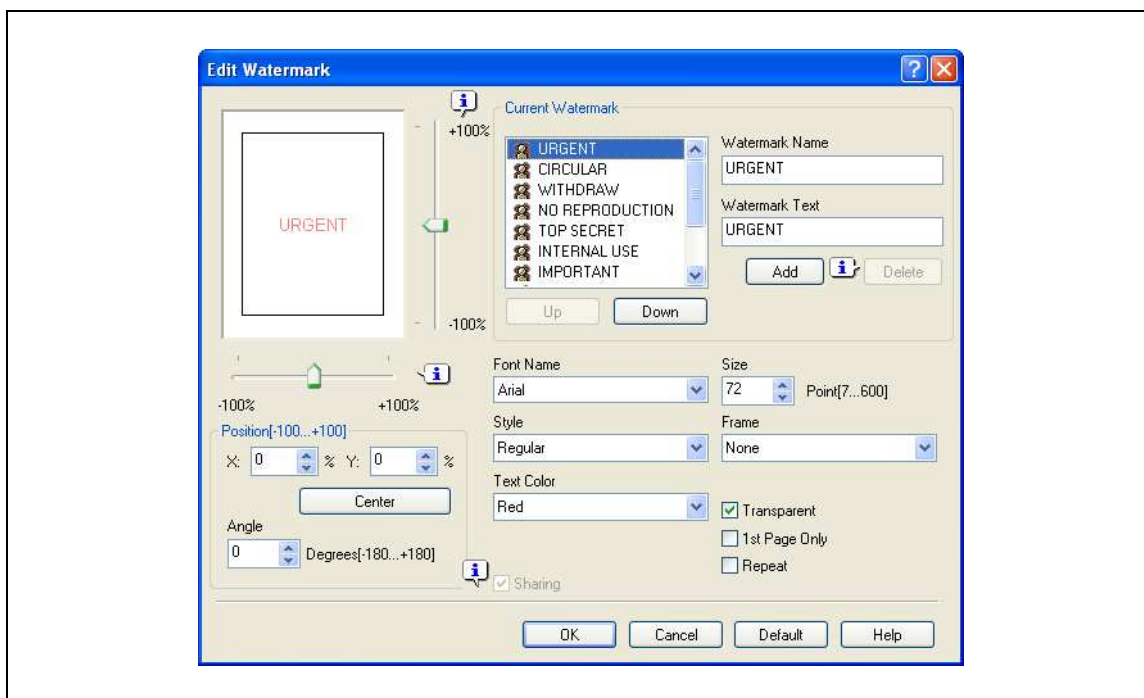 Edit Watermark
+100%
URGENT
-100%
-100%
+100%
Position[-100...+100]
X: 0 % Y: 0 %
Center
Angle
0 Degrees[-180...+180]
Current Watermark
URGENT
CIRCULAR
WITHDRAW
NO REPRODUCTION
TOP SECRET
INTERNAL USE
IMPORTANT
Up Down
Watermark Name
URGENT
Watermark Text
URGENT
Add Delete
Font Name
Arial
Size
72 Point[7...600]
Style
Regular
Frame
None
Text Color
Red
Transparent
1st Page Only
Repeat
Sharing
OK Cancel Default Help